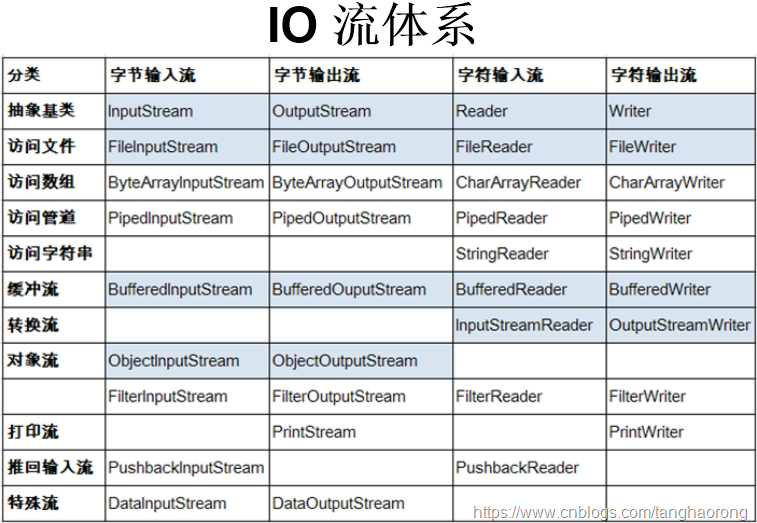 IO 流体系
分类 字节输入流 字节输出流 字符输入流 字符输出流
抽象基类 InputStream OutputStream Reader Writer
访问文件 FileInputStream FileOutputStream FileReader FileWriter
访问数组 ByteArrayInputStream ByteArrayOutputStream CharArrayReader CharArrayWriter
访问管道 PipedInputStream PipedOutputStream PipedReader PipedWriter
访问字符串 StringReader StringWriter
缓冲流 BufferedInputStream BufferedOuputStream BufferedReader BufferedWriter
转换流 InputStreamReader OutputStreamWriter
对象流 ObjectInputStream ObjectOutputStream
FilterInputStream FilterOutputStream FilterReader FilterWriter
打印流 PrintStream PrintWriter
推回输入流 PushbackInputStream PushbackReader
特殊流 DataInputStream DataOutputStream
https://www.cnblogs.com/tanghaorong